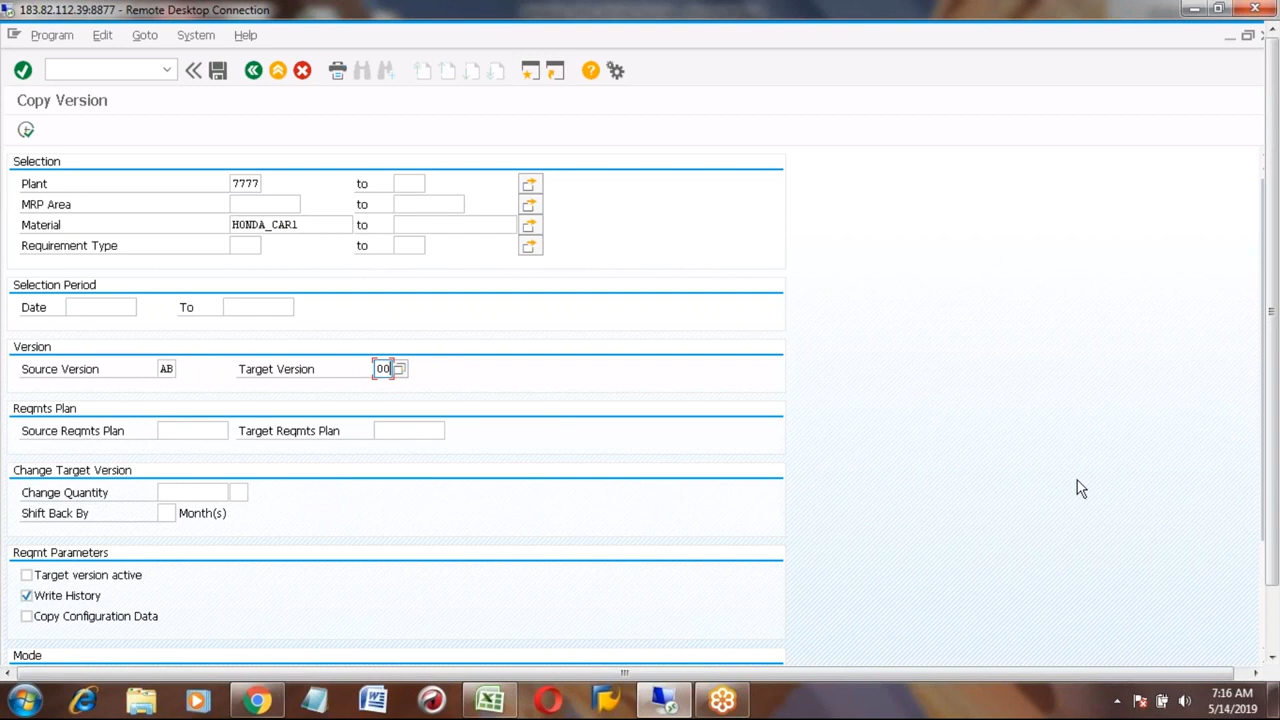 183.82.112.39:8877 - Remote Desktop Connection
Program Edit Goto System Help
Copy Version
Selection
Plant 7777 to
MRP Area to
Material HONDA_CAR1 to
Requirement Type to
Selection Period
Date To
Version
Source Version AB Target Version 00
Reqmts Plan
Source Reqmts Plan Target Reqmts Plan
Change Target Version
Change Quantity
Shift Back By Month(s)
Reqmt Parameters
Target version active
Write History
Copy Configuration Data
Mode
7:16 AM
5/14/2019